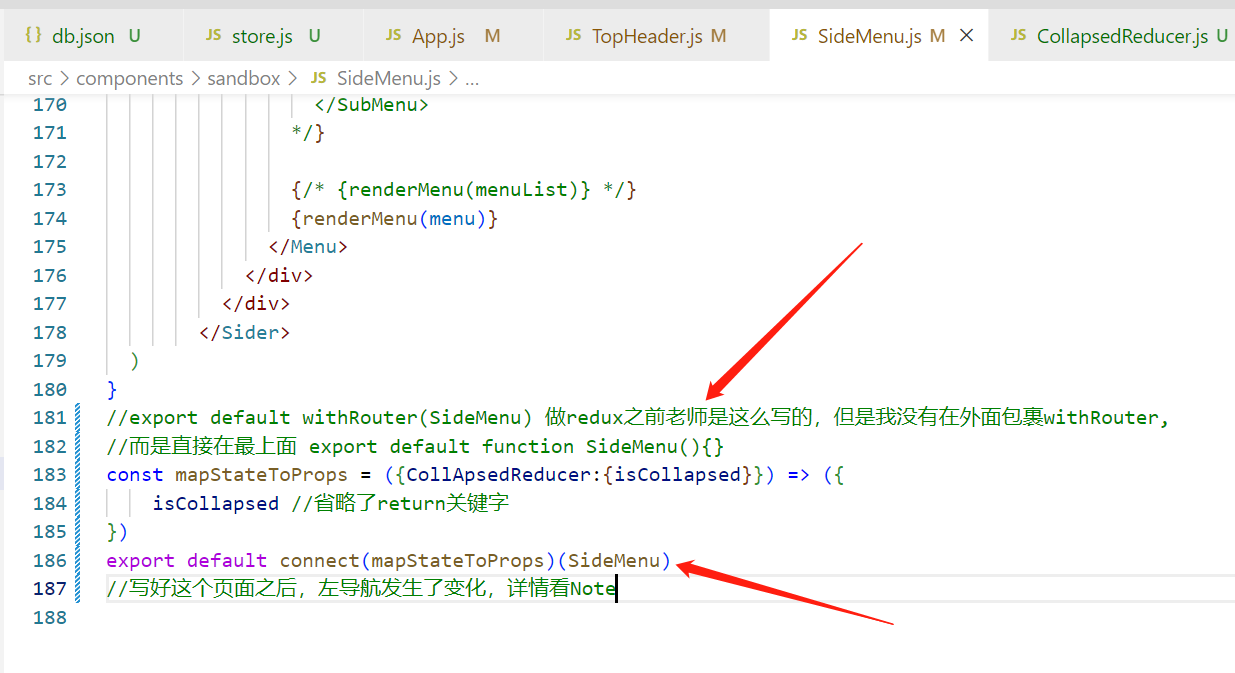 {} db.json U JS store.js U JS App.js M JS TopHeader.js M JS SideMenu.js M × JS CollapsedReducer.js U
src > components > sandbox > JS SideMenu.js > ...
170 </SubMenu>
171 */}
172
173 {/* {renderMenu(menuList)} */}
174 {renderMenu(menu)}
175 </Menu>
176 </div>
177 </div>
178 </Sider>
179 )
180 }
181 //export default withRouter(SideMenu) 做redux之前老师是这么写的，但是我没有在外面包裹withRouter,
182 //而是直接在最上面 export default function SideMenu(){}
183 const mapStateToProps = ({CollApsedReducer:{isCollapsed}}) => ({
184 isCollapsed //省略了return关键字
185 })
186 export default connect(mapStateToProps)(SideMenu)
187 //写好这个页面之后，左导航发生了变化，详情看Note
188